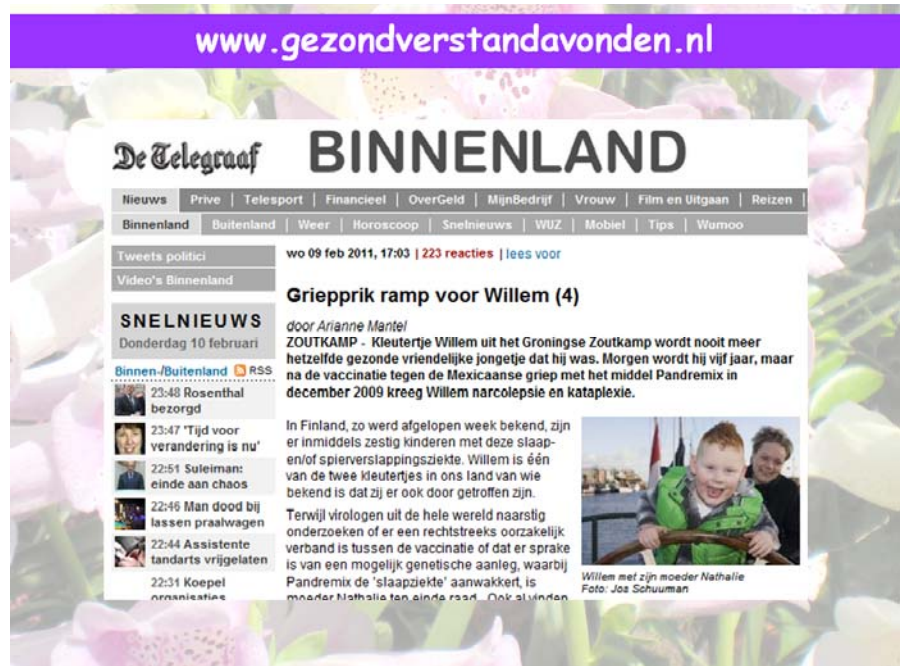 www.gezondverstandavonden.nl
De Telegraaf
BINNENLAND
Nieuws | Prive | Telesport | Financieel | OverGeld | MijnBedrijf | Vrouw | Film en Uitgaan | Reizen |
Binnenland | Buitenland | Weer | Horoscoop | Snelnieuws | WUZ | Mobiel | Tips | Wumoo
Tweets politici
Video's Binnenland
SNELNIEUWS
Donderdag 10 februari
Binnen-/Buitenland RSS
23:48 Rosenthal
bezorgd
23:47 'Tijd voor
verandering is nu'
22:51 Suleiman:
einde aan chaos
22:46 Man dood bij
lassen praalwagen
22:44 Assistente
tandarts vrijgelaten
22:31 Koepel
organisaties
wo 09 feb 2011, 17:03 | 223 reacties | lees voor
Griepprik ramp voor Willem (4)
door Arianne Mantel
ZOUTKAMP - Kleutertje Willem uit het Groningse Zoutkamp wordt nooit meer
hetzelfde gezonde vriendelijke jongetje dat hij was. Morgen wordt hij vijf jaar, maar
na de vaccinatie tegen de Mexicaanse griep met het middel Pandremix in
december 2009 kreeg Willem narcolepsie en kataplexie.
In Finland, zo werd afgelopen week bekend, zijn
er inmiddels zestig kinderen met deze slaap-
en/of spierverslappingsziekte. Willem is één
van de twee kleutertjes in ons land van wie
bekend is dat zij er ook door getroffen zijn.
Terwijl virologen uit de hele wereld naarstig
onderzoeken of er een rechtstreeks oorzakelijk
verband is tussen de vaccinatie of dat er sprake
is van een mogelijk genetische aanleg, waarbij
Pandremix de 'slaapziekte' aanwakkert, is
moeder Nathalie ten einde raad. Ook al vinden
Willem met zijn moeder Nathalie
Foto: Jos Schuurman